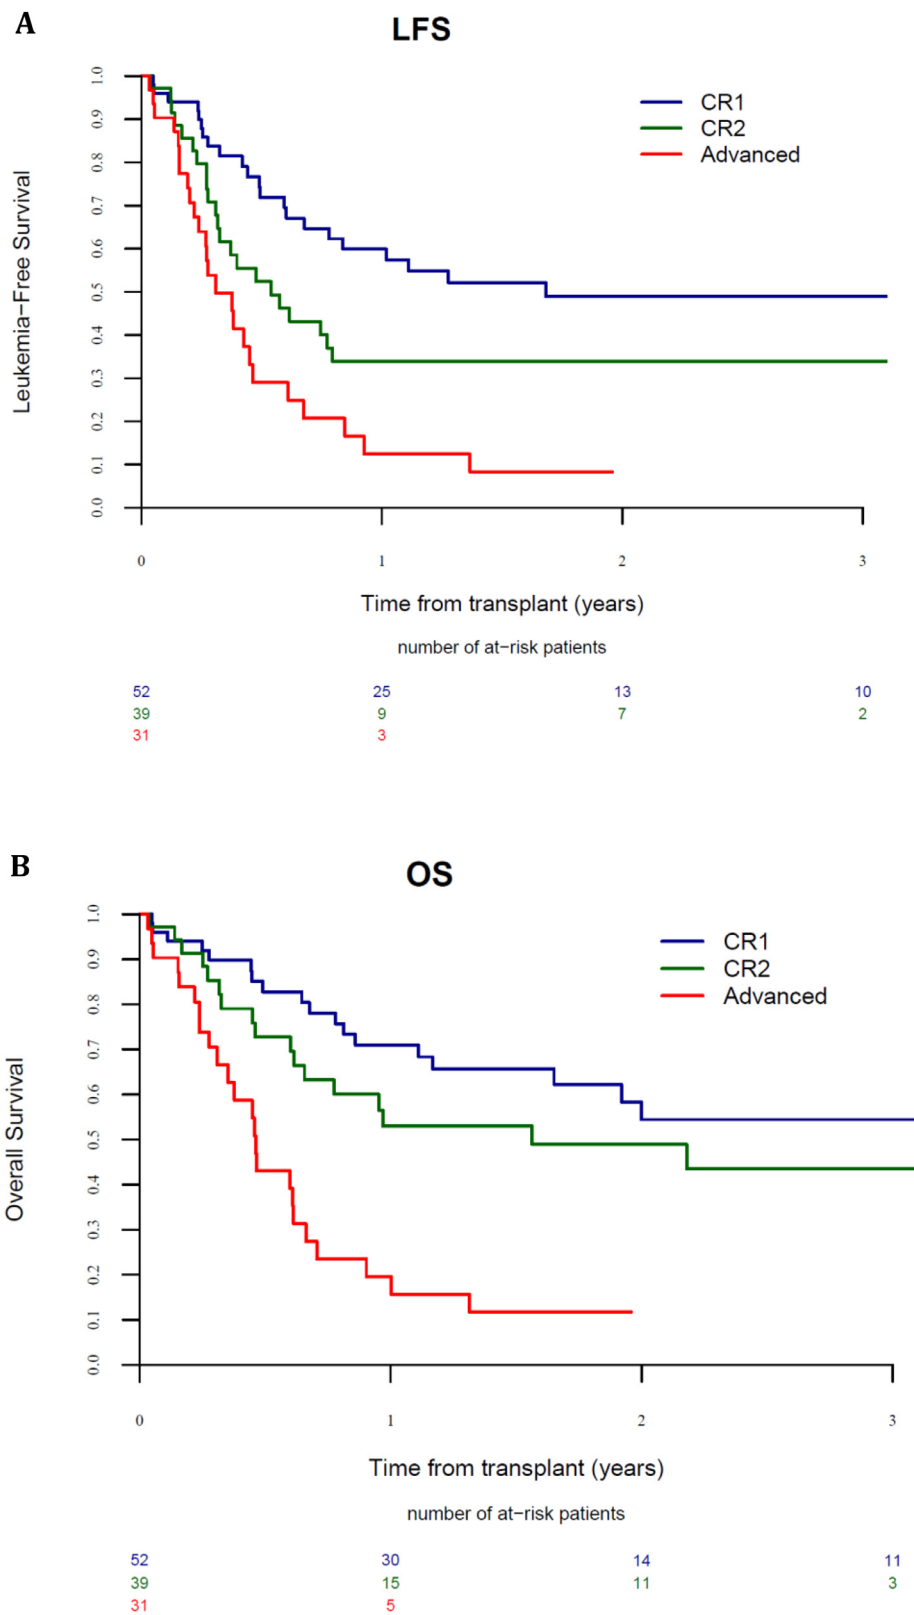 A
LFS
CR1
CR2
Advanced
Leukemia−Free Survival
1.0
0.9
0.8
0.7
0.6
0.5
0.4
0.3
0.2
0.1
0.0
0 1 2 3
Time from transplant (years)
number of at−risk patients
52 25 13 10
39 9 7 2
31 3
B
OS
CR1
CR2
Advanced
Overall Survival
1.0
0.9
0.8
0.7
0.6
0.5
0.4
0.3
0.2
0.1
0.0
0 1 2 3
Time from transplant (years)
number of at−risk patients
52 30 14 11
39 15 11 3
31 5